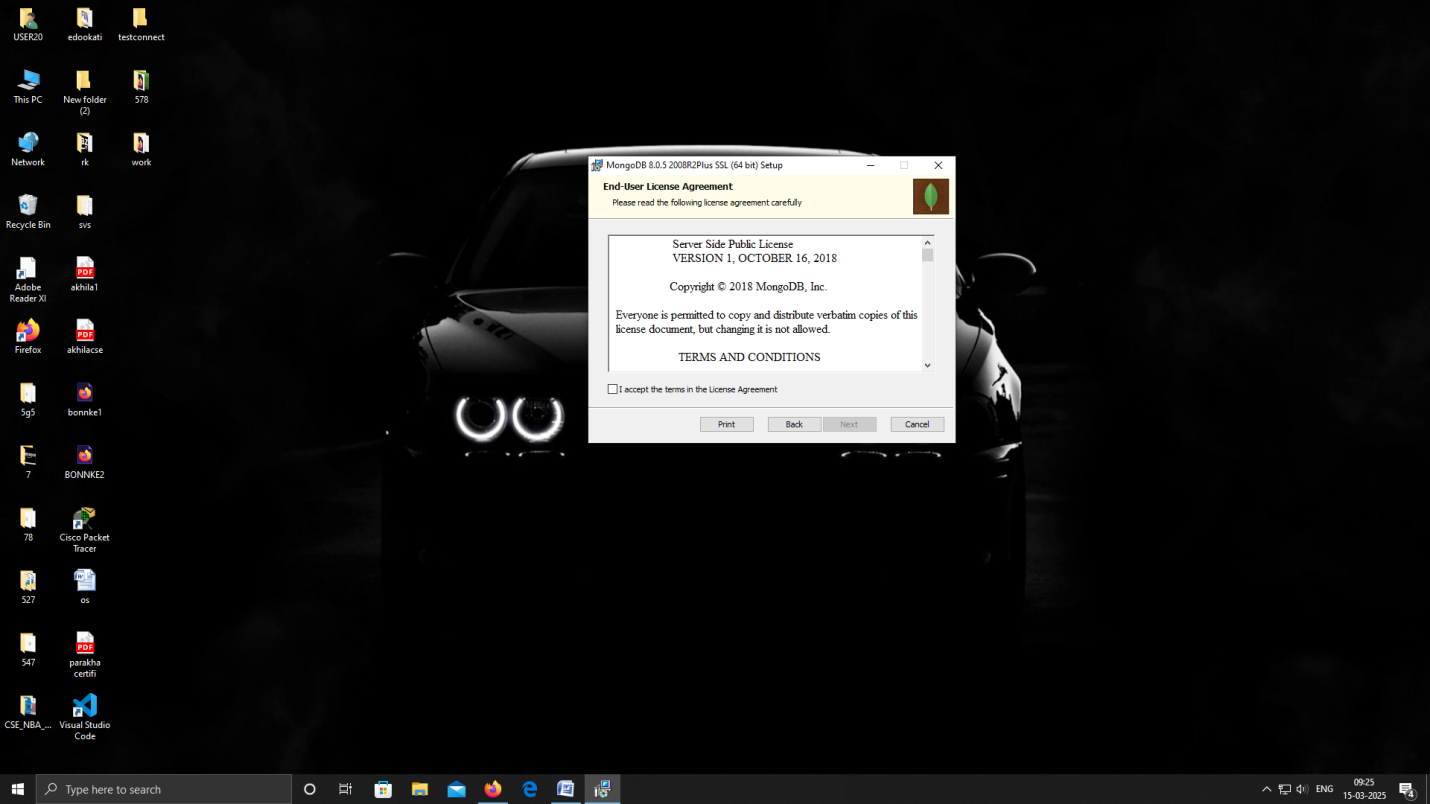 USER20
edookati
testconnect
This PC
New folder
(2)
578
Network
rk
work
Recycle Bin
svs
Adobe
Reader XI
akhila1
Firefox
akhilacse
5g5
bonnke1
7
BONNKE2
78
Cisco Packet
Tracer
527
os
547
parakha
certifi
CSE_NBA_...
Visual Studio
Code
PDF
PDF
PDF
MongoDB 8.0.5 2008R2Plus SSL (64 bit) Setup
End-User License Agreement
Please read the following license agreement carefully
Server Side Public License
VERSION 1, OCTOBER 16, 2018
Copyright © 2018 MongoDB, Inc.
Everyone is permitted to copy and distribute verbatim copies of this
license document, but changing it is not allowed.
TERMS AND CONDITIONS
I accept the terms in the License Agreement
Print
Back
Next
Cancel
Type here to search
ENG
09:25
15-03-2025
4